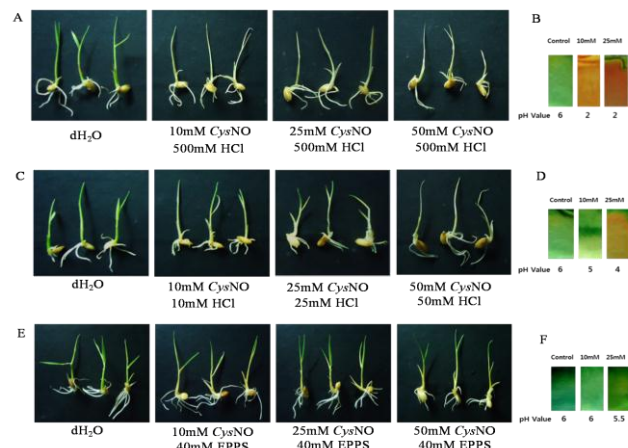 A
B
Control 10mM 25mM
pH Value 6 2 2
dH₂O
10mM CysNO
500mM HCl
25mM CysNO
500mM HCl
50mM CysNO
500mM HCl
C
D
Control 10mM 25mM
pH Value 6 5 4
dH₂O
10mM CysNO
10mM HCl
25mM CysNO
25mM HCl
50mM CysNO
50mM HCl
E
F
Control 10mM 25mM
pH Value 6 6 5.5
dH₂O
10mM CysNO
40mM EPPS
25mM CysNO
40mM EPPS
50mM CysNO
40mM EPPS